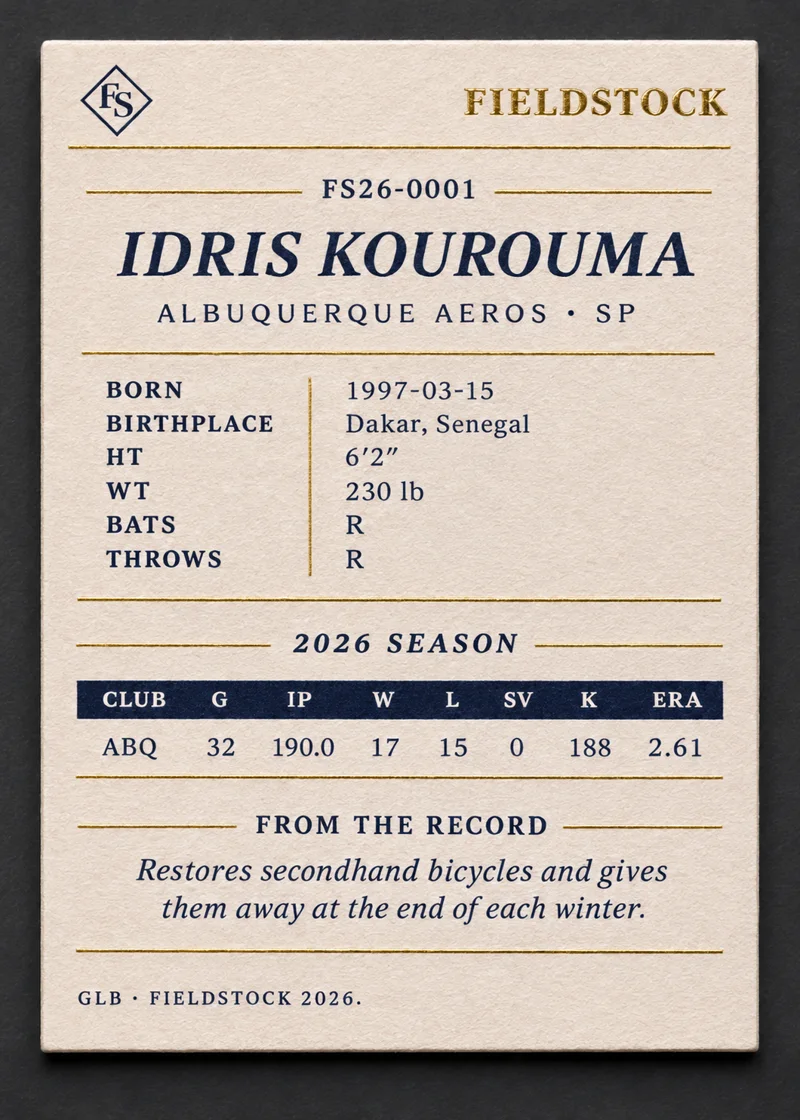 FS
FIELDSTOCK
FS26-0001
IDRIS KOUROUMA
ALBUQUERQUE AEROS • SP
BORN 1997-03-15
BIRTHPLACE Dakar, Senegal
HT 6′2″
WT 230 lb
BATS R
THROWS R
2026 SEASON
CLUB G IP W L SV K ERA
ABQ 32 190.0 17 15 0 188 2.61
FROM THE RECORD
Restores secondhand bicycles and gives
them away at the end of each winter.
GLB · FIELDSTOCK 2026.